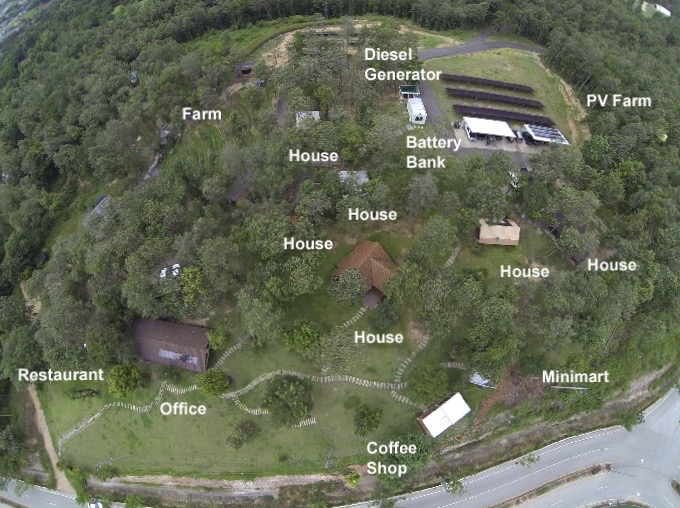 Diesel
Generator
PV Farm
Farm
Battery
Bank
House
House
House
House
House
House
Restaurant
Minimart
Office
Coffee
Shop